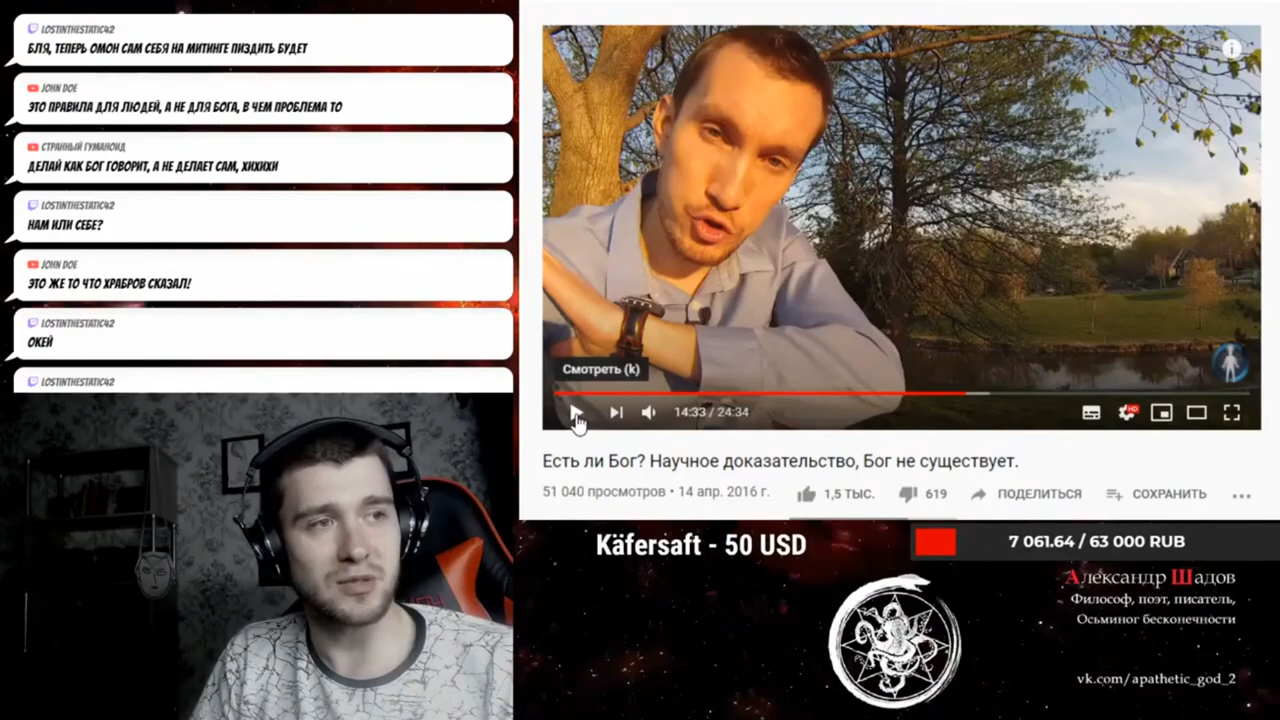 LOSTINTHESTATIC42
БЛЯ, ТЕПЕРЬ ОМОН САМ СЕБЯ НА МИТИНГЕ ПИЗДИТЬ БУДЕТ
JOHN DOE
ЭТО ПРАВИЛА ДЛЯ ЛЮДЕЙ, А НЕ ДЛЯ БОГА, В ЧЕМ ПРОБЛЕМА ТО
СТРАННЫЙ ГУМАНОИД
ДЕЛАЙ КАК БОГ ГОВОРИТ, А НЕ ДЕЛАЕТ САМ, ХИХИХИ
LOSTINTHESTATIC42
НАМ ИЛИ СЕБЕ?
JOHN DOE
ЭТО ЖЕ ТО ЧТО ХРАБРОВ СКАЗАЛ!
LOSTINTHESTATIC42
ОКЕЙ
LOSTINTHESTATIC42
Смотреть (k)
14:33 / 24:34
HD
Есть ли Бог? Научное доказательство, Бог не существует.
51 040 просмотров • 14 апр. 2016 г.
1,5 ТЫС.
619
ПОДЕЛИТЬСЯ
СОХРАНИТЬ
Käfersaft - 50 USD
7 061.64 / 63 000 RUB
Александр Шадов
Философ, поэт, писатель,
Осьминог бесконечности
vk.com/apathetic_god_2